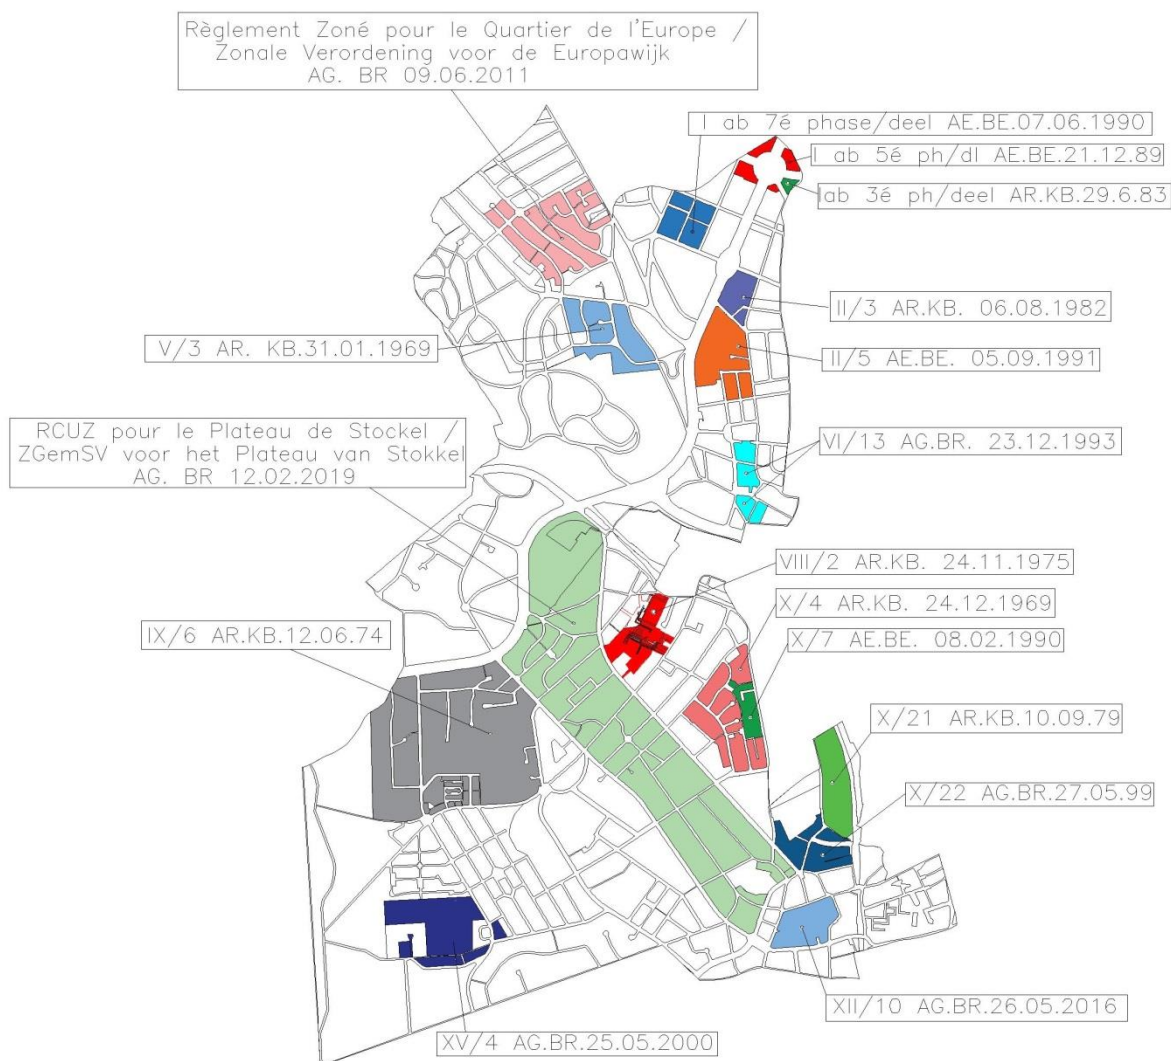 Règlement Zoné pour le Quartier de l'Europe /
Zonale Verordening voor de Europawijk
AG. BR 09.06.2011
I ab 7é phase/deel AE.BE.07.06.1990
I ab 5é ph/dl AE.BE.21.12.89
Iab 3é ph/deel AR.KB.29.6.83
II/3 AR.KB. 06.08.1982
V/3 AR. KB.31.01.1969
II/5 AE.BE. 05.09.1991
RCUZ pour le Plateau de Stockel /
ZGemSV voor het Plateau van Stokkel
AG. BR 12.02.2019
VI/13 AG.BR. 23.12.1993
VIII/2 AR.KB. 24.11.1975
X/4 AR.KB. 24.12.1969
IX/6 AR.KB.12.06.74
X/7 AE.BE. 08.02.1990
X/21 AR.KB.10.09.79
X/22 AG.BR.27.05.99
XII/10 AG.BR.26.05.2016
XV/4 AG.BR.25.05.2000